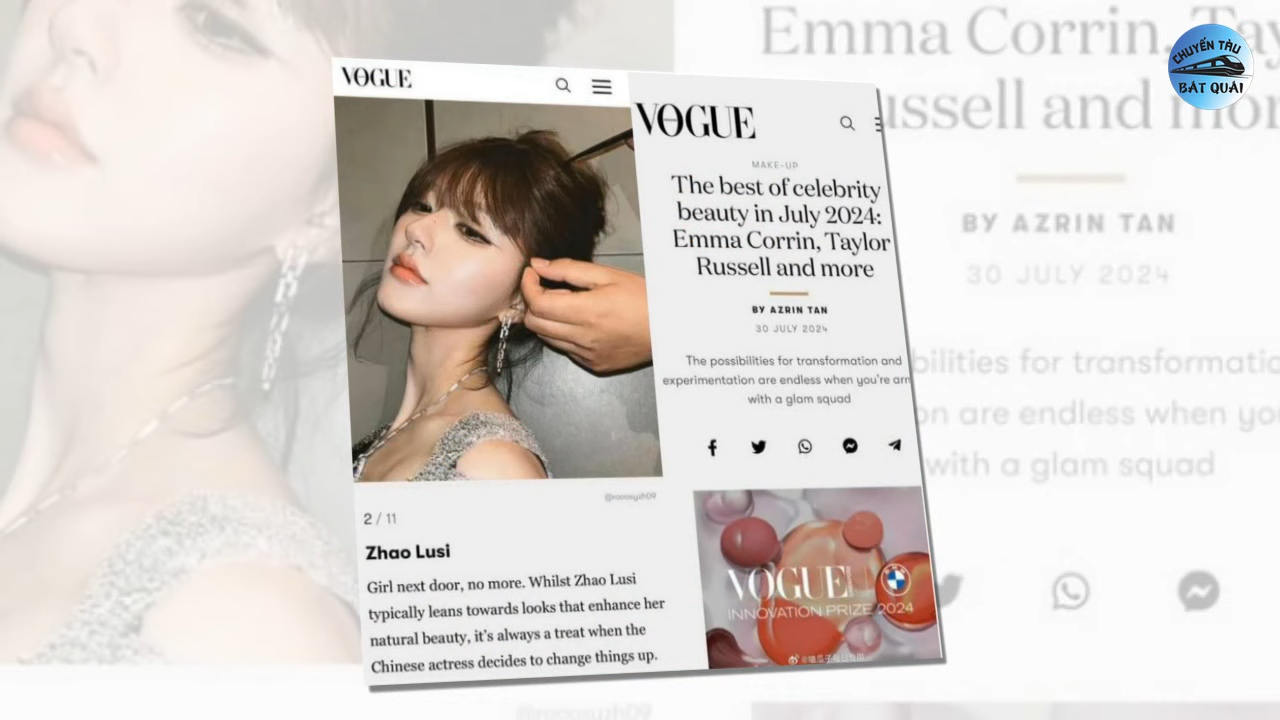 Emma Corrin, Tay
ussell and mor
BY AZRIN TAN
30 JULY 2024
bilities for transformatio
on are endless when you
with a glam squad
CHUYẾN TÀU
BÁT QUÁI
VOGUE
@rooosyzh09
2 / 11
Zhao Lusi
Girl next door, no more. Whilst Zhao Lusi
typically leans towards looks that enhance her
natural beauty, it's always a treat when the
Chinese actress decides to change things up.
VOGUE
MAKE-UP
The best of celebrity
beauty in July 2024:
Emma Corrin, Taylor
Russell and more
BY AZRIN TAN
30 JULY 2024
The possibilities for transformation and
experimentation are endless when you're arm
with a glam squad
VOGUE
INNOVATION PRIZE 2024
@rooosyzh09